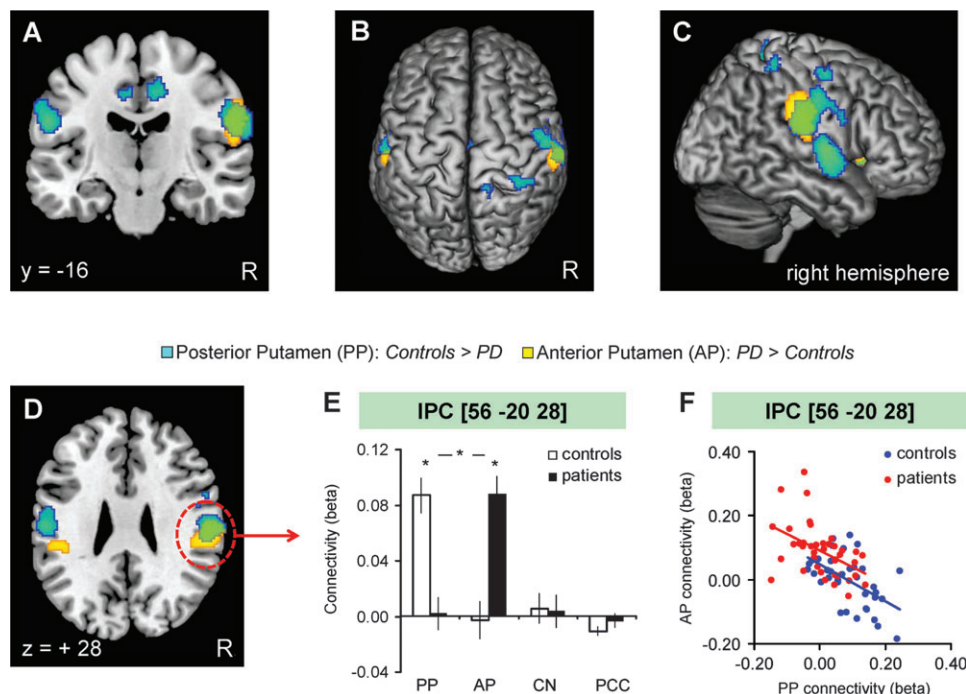 A
B
C
y = -16
R
R
right hemisphere
Posterior Putamen (PP): Controls > PD Anterior Putamen (AP): PD > Controls
D
z = + 28
R
E
IPC [56 -20 28]
Connectivity (beta)
0.12
0.08
0.04
0.00
-0.04
* * *
controls
patients
PP AP CN PCC
F
IPC [56 -20 28]
controls
patients
AP connectivity (beta)
0.40
0.20
0.00
-0.20
-0.20 0.00 0.20 0.40
PP connectivity (beta)